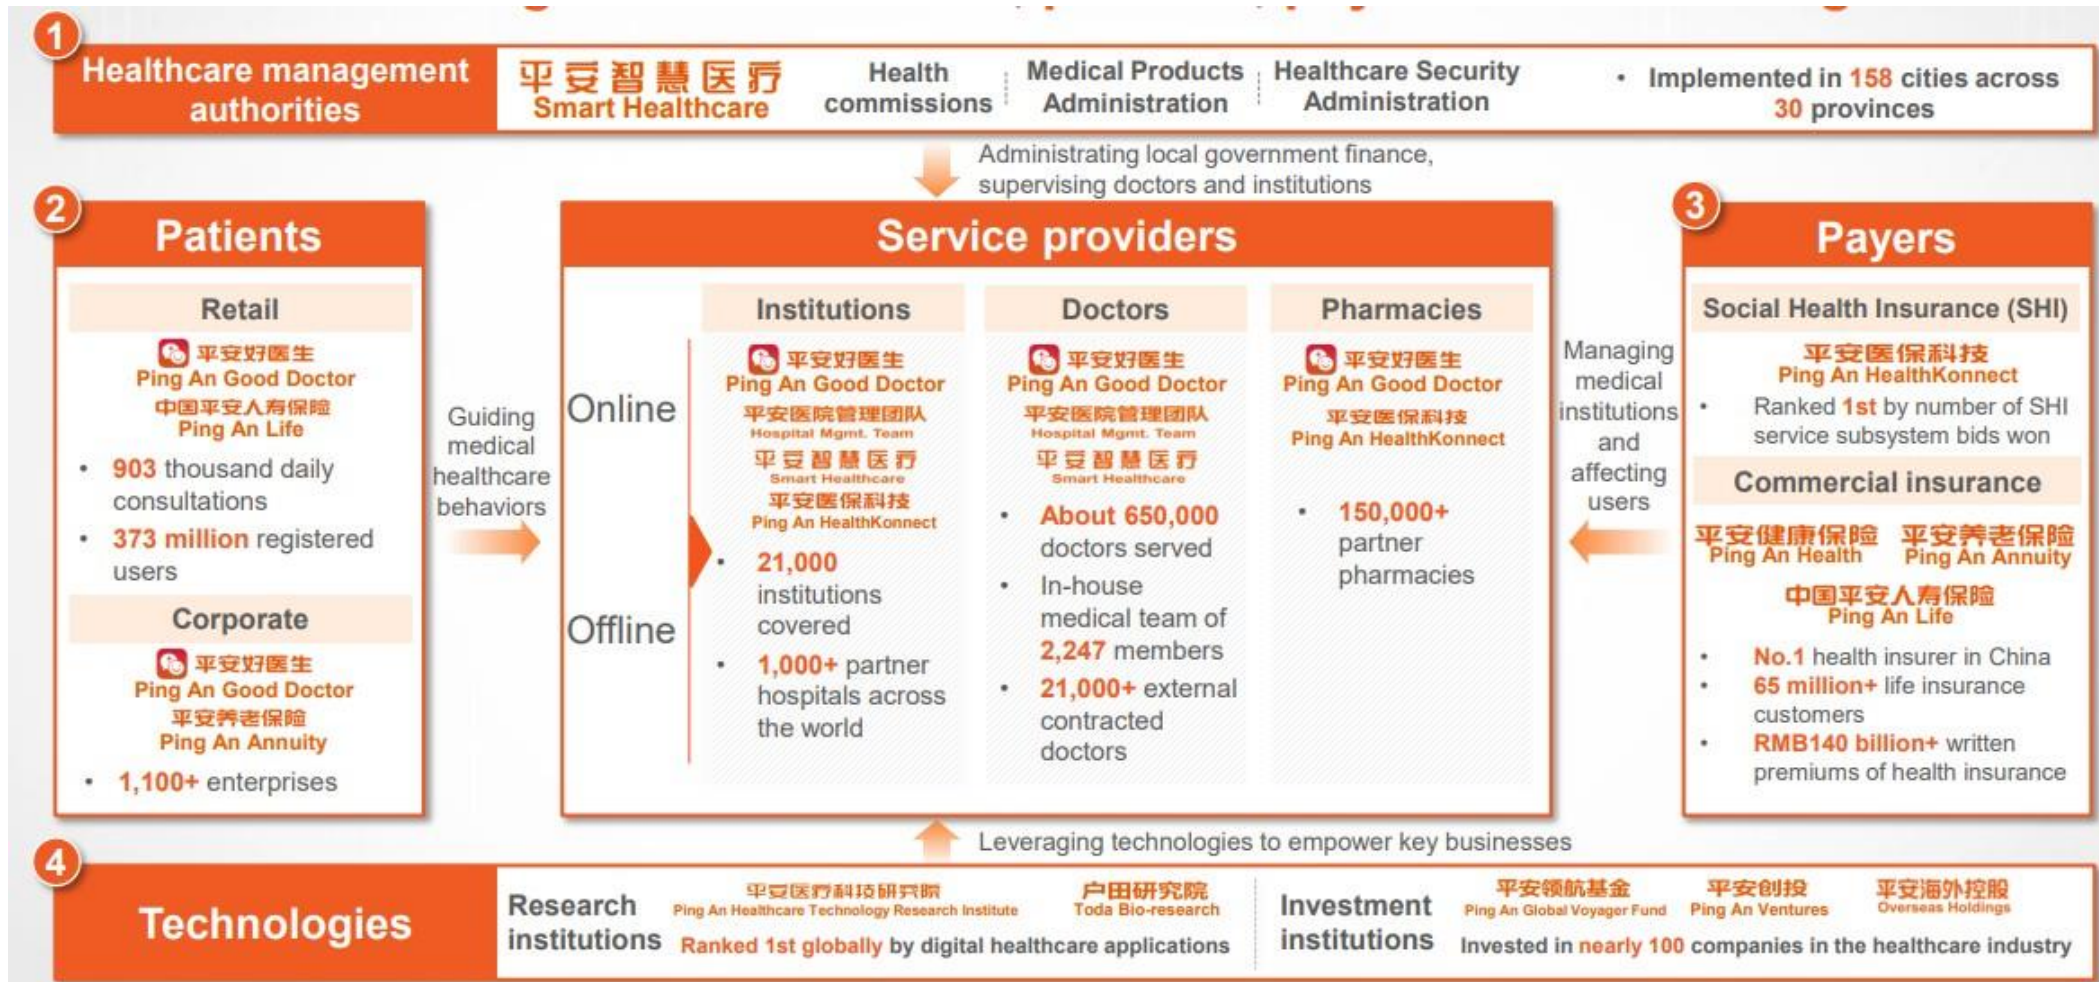 1
Healthcare management
authorities
平安智慧医疗
Smart Healthcare
Health
commissions
Medical Products
Administration
Healthcare Security
Administration
• Implemented in 158 cities across
30 provinces
Administrating local government finance,
supervising doctors and institutions
2
Patients
Retail
平安好医生
Ping An Good Doctor
中国平安人寿保险
Ping An Life
• 903 thousand daily
consultations
• 373 million registered
users
Corporate
平安好医生
Ping An Good Doctor
平安养老保险
Ping An Annuity
• 1,100+ enterprises
Guiding
medical
healthcare
behaviors
Service providers
Online
Offline
Institutions
平安好医生
Ping An Good Doctor
平安医院管理团队
Hospital Mgmt. Team
平安智慧医疗
Smart Healthcare
平安医保科技
Ping An HealthKonnect
• 21,000
institutions
covered
• 1,000+ partner
hospitals across
the world
Doctors
平安好医生
Ping An Good Doctor
平安医院管理团队
Hospital Mgmt. Team
平安智慧医疗
Smart Healthcare
• About 650,000
doctors served
• In-house
medical team of
2,247 members
• 21,000+ external
contracted
doctors
Pharmacies
平安好医生
Ping An Good Doctor
平安医保科技
Ping An HealthKonnect
• 150,000+
partner
pharmacies
Managing
medical
institutions
and
affecting
users
3
Payers
Social Health Insurance (SHI)
平安医保科技
Ping An HealthKonnect
• Ranked 1st by number of SHI
service subsystem bids won
Commercial insurance
平安健康保险
Ping An Health
平安养老保险
Ping An Annuity
中国平安人寿保险
Ping An Life
• No.1 health insurer in China
• 65 million+ life insurance
customers
• RMB140 billion+ written
premiums of health insurance
Leveraging technologies to empower key businesses
4
Technologies
Research
institutions
平安医疗科技研究院
Ping An Healthcare Technology Research Institute
户田研究院
Toda Bio-research
Ranked 1st globally by digital healthcare applications
Investment
institutions
平安领航基金
Ping An Global Voyager Fund
平安创投
Ping An Ventures
平安海外控股
Overseas Holdings
Invested in nearly 100 companies in the healthcare industry